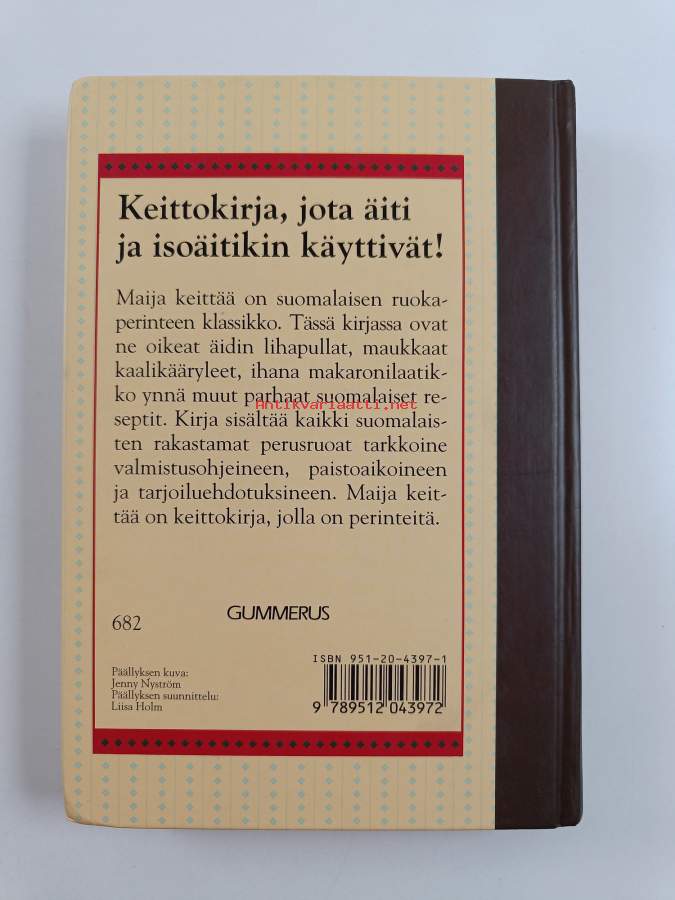 Keittokirja, jota äiti
ja isoäitikin käyttivät!
Maija keittää on suomalaisen ruoka-
perinteen klassikko. Tässä kirjassa ovat
ne oikeat äidin lihapullat, maukkaat
kaalikääryleet, ihana makaronilaatik-
ko ynnä muut parhaat suomalaiset re-
Antikvariaatti.net
septit. Kirja sisältää kaikki suomalais-
ten rakastamat perusruoat tarkkoine
valmistusohjeineen, paistoaikoineen
ja tarjoiluehdotuksineen. Maija keit-
tää on keittokirja, jolla on perinteitä.
682
GUMMERUS
ISBN 951-20-4397-1
Päällyksen kuva:
Jenny Nyström
Päällyksen suunnittelu:
Liisa Holm
9 789512 043972